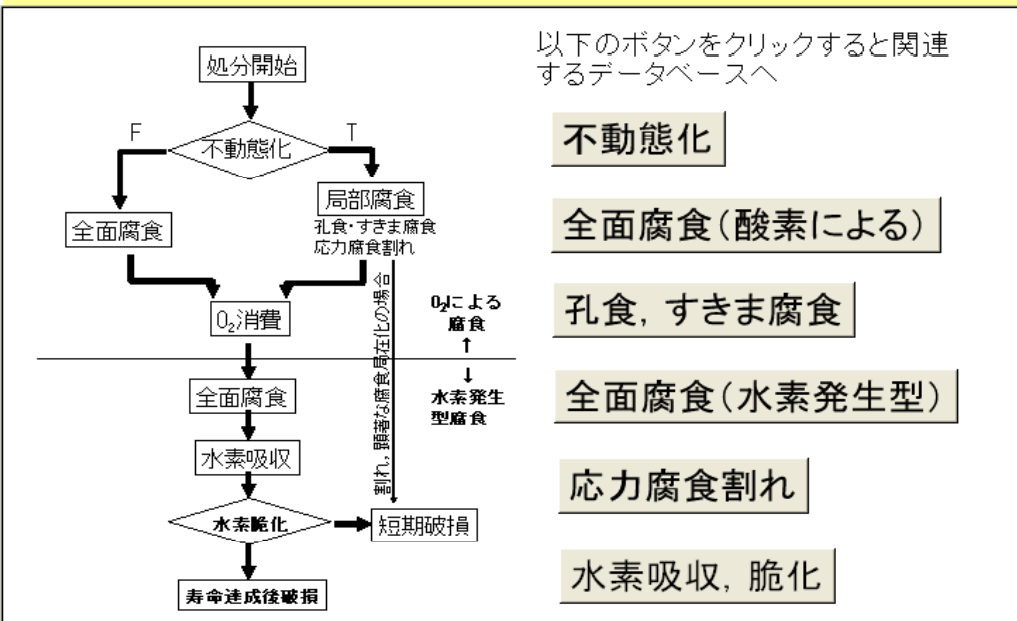 処分開始
F
T
不動態化
局部腐食
孔食・すきま腐食
応力腐食割れ
全面腐食
O₂消費
割れ，顕著な腐食局在化の場合
O₂による
腐食
↑
↓
水素発生
型腐食
全面腐食
水素吸収
水素脆化
短期破損
寿命達成後破損
以下のボタンをクリックすると関連
するデータベースへ
不動態化
全面腐食（酸素による）
孔食，すきま腐食
全面腐食（水素発生型）
応力腐食割れ
水素吸収，脆化